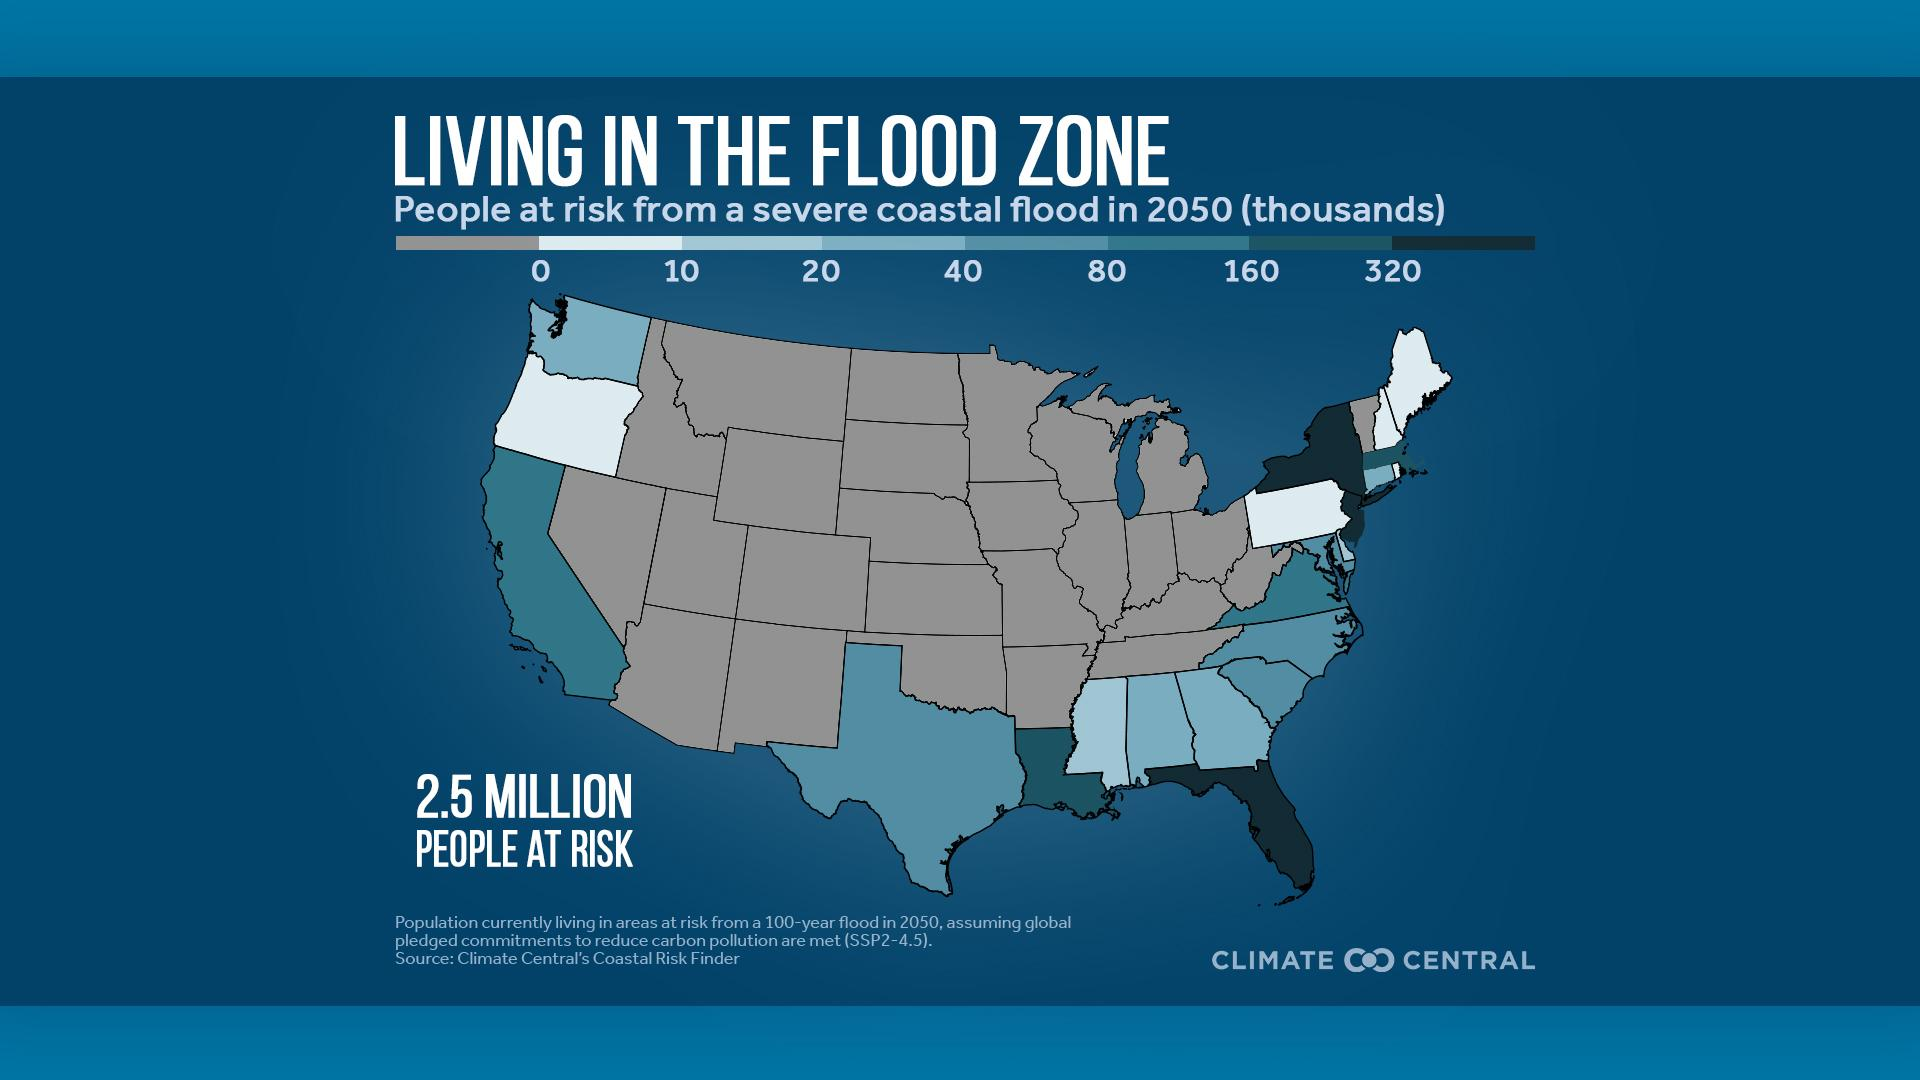 LIVING IN THE FLOOD ZONE
People at risk from a severe coastal flood in 2050 (thousands)
0 10 20 40 80 160 320
2.5 MILLION
PEOPLE AT RISK
Population currently living in areas at risk from a 100-year flood in 2050, assuming global
pledged commitments to reduce carbon pollution are met (SSP2-4.5).
Source: Climate Central's Coastal Risk Finder
CLIMATE CENTRAL